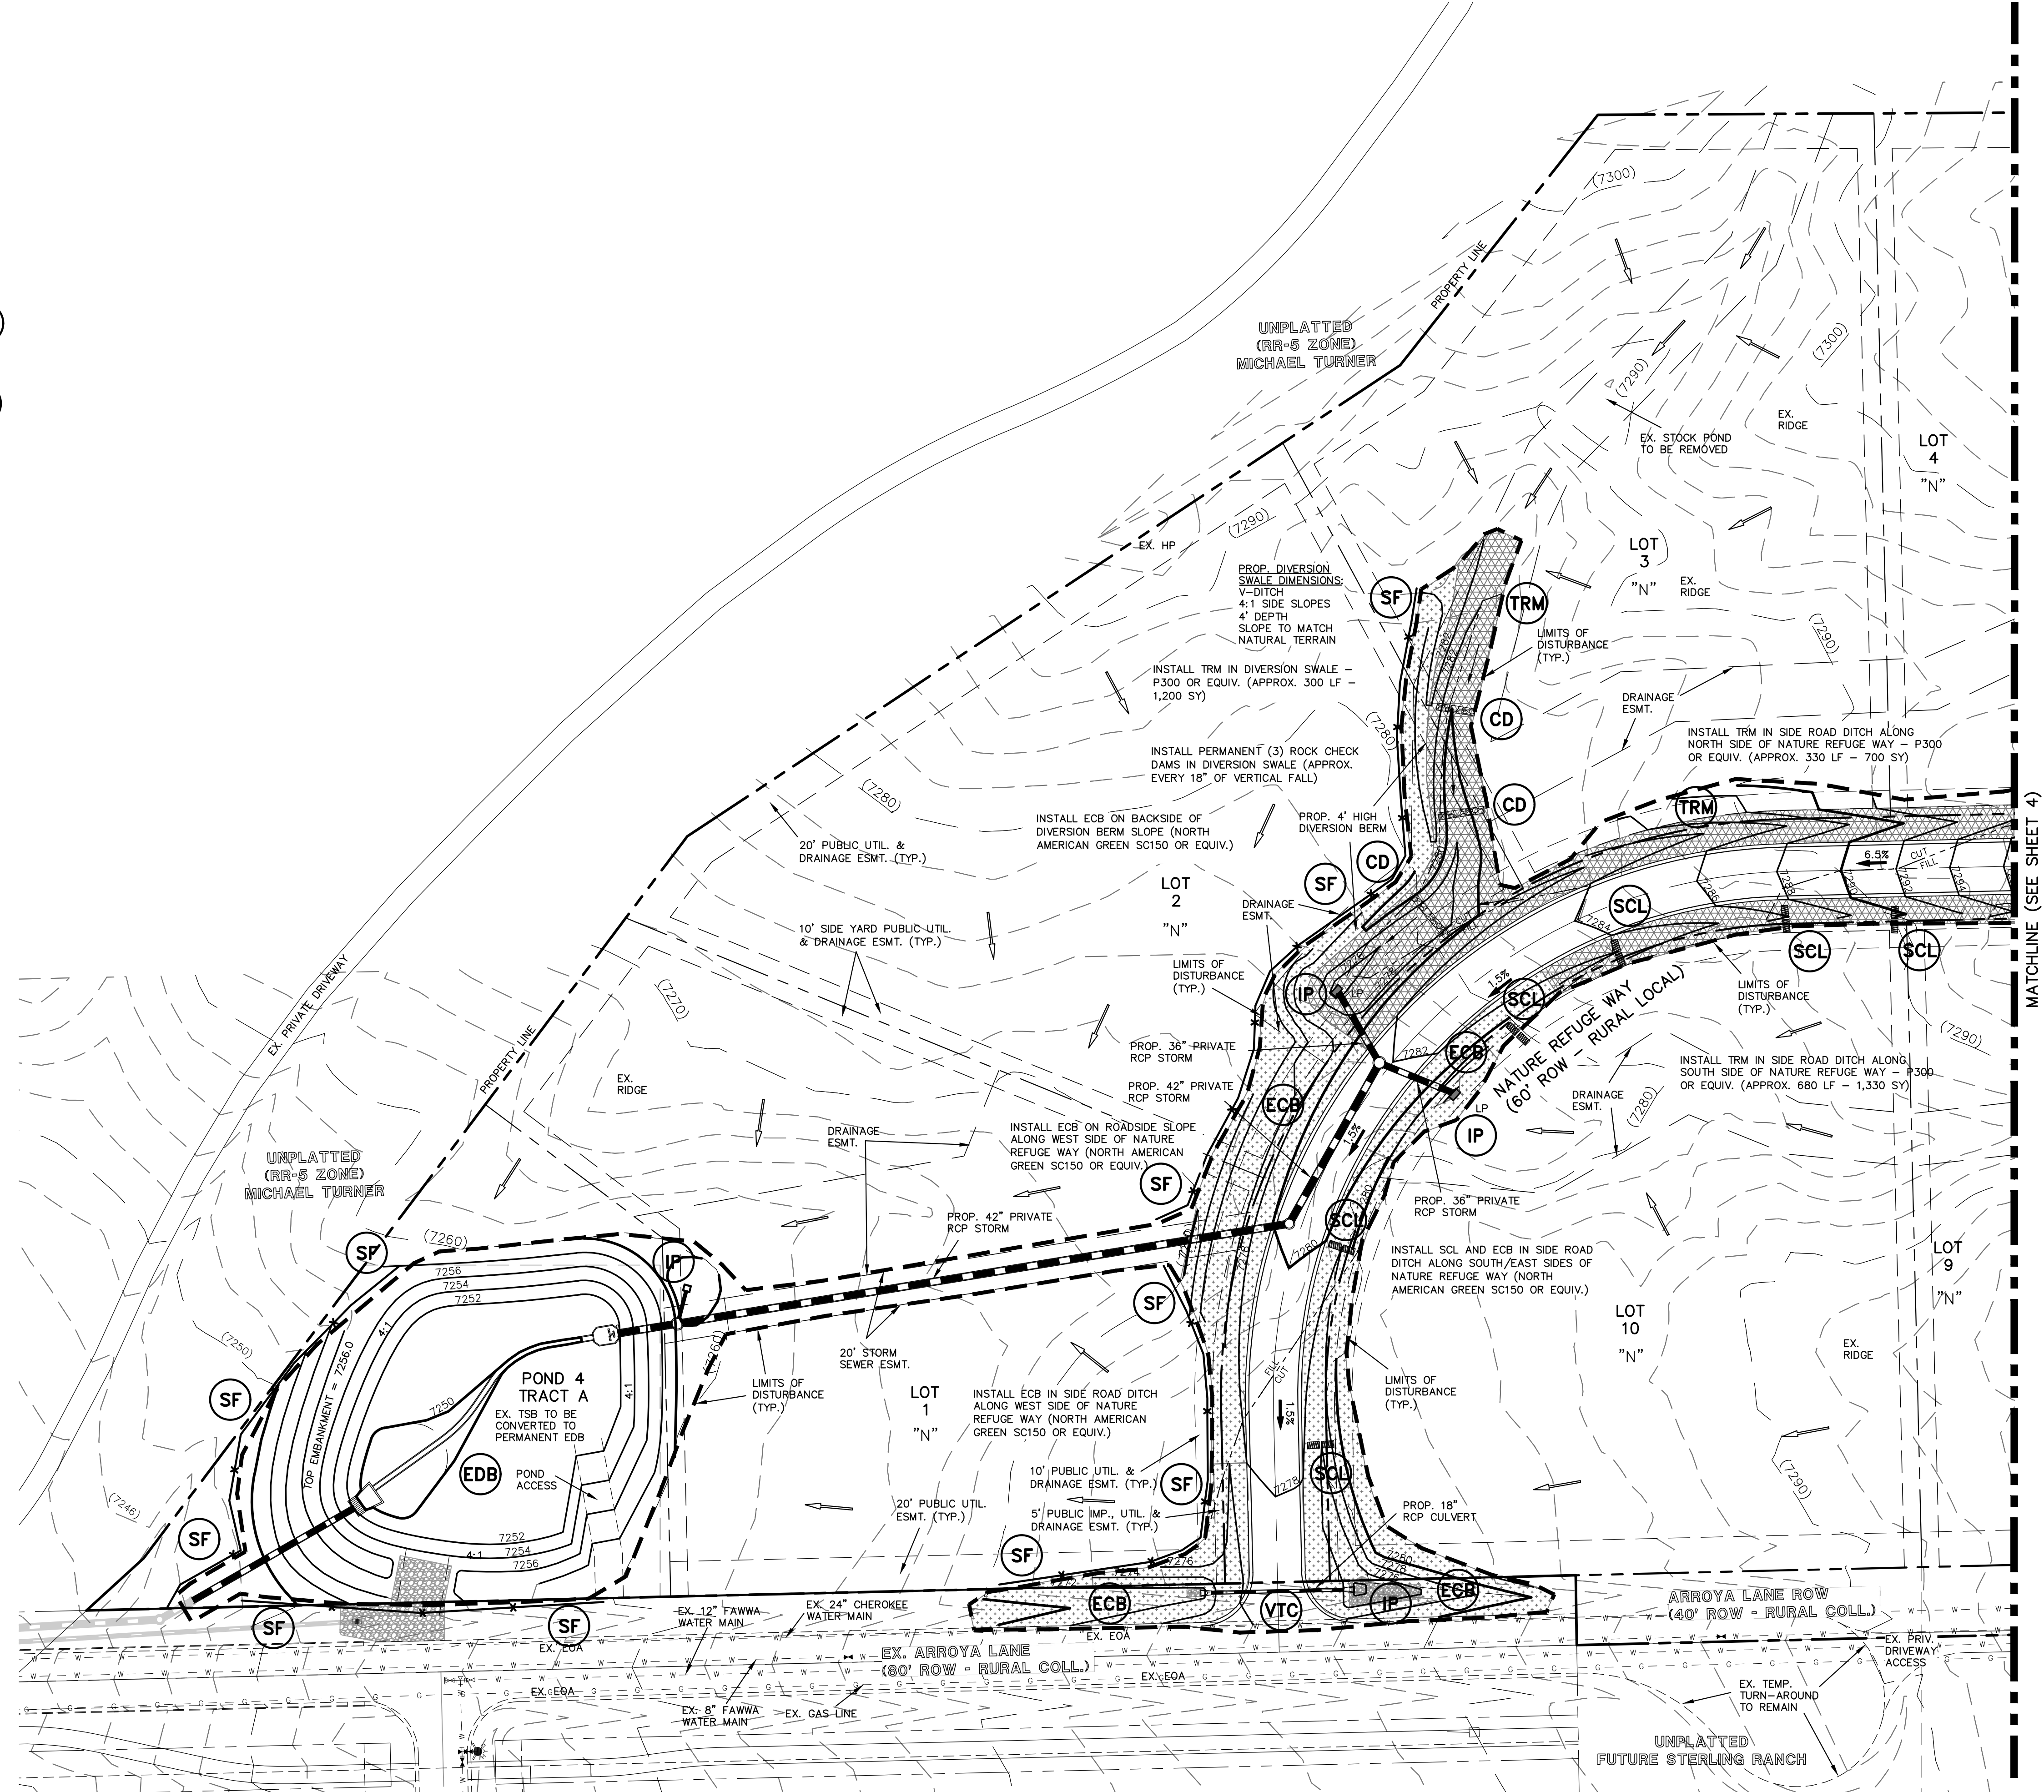 (7300)
PROPERTY LINE
UNPLATTED
(RR-5 ZONE)
MICHAEL TURNER
(7300)
(7290)
EX. STOCK POND
TO BE REMOVED
EX.
RIDGE
LOT
4
"N"
EX. HP
(7290)
LOT
3
"N"
EX.
RIDGE
PROP. DIVERSION
SWALE DIMENSIONS:
V-DITCH
4:1 SIDE SLOPES
4' DEPTH
SLOPE TO MATCH
NATURAL TERRAIN
SF
TRM
LIMITS OF
DISTURBANCE
(TYP.)
(7290)
7282
7282
INSTALL TRM IN DIVERSION SWALE -
P300 OR EQUIV. (APPROX. 300 LF -
1,200 SY)
DRAINAGE
ESMT.
CD
(7280)
INSTALL TRM IN SIDE ROAD DITCH ALONG
NORTH SIDE OF NATURE REFUGE WAY - P300
OR EQUIV. (APPROX. 330 LF - 700 SY)
INSTALL PERMANENT (3) ROCK CHECK
DAMS IN DIVERSION SWALE (APPROX.
EVERY 18" OF VERTICAL FALL)
(7280)
CD
TRM
INSTALL ECB ON BACKSIDE OF
DIVERSION BERM SLOPE (NORTH
AMERICAN GREEN SC150 OR EQUIV.)
PROP. 4' HIGH
DIVERSION BERM
20' PUBLIC UTIL. &
DRAINAGE ESMT. (TYP.)
CD
SF
6.5%
CUT
FILL
7286
7288
7290
7292
7294
MATCHLINE (SEE SHEET 4)
LOT
2
"N"
DRAINAGE
ESMT.
CUT
SCL
7284
10' SIDE YARD PUBLIC UTIL.
& DRAINAGE ESMT. (TYP.)
SCL
SCL
LIMITS OF
DISTURBANCE
(TYP.)
IP
LP
1.5%
SCL
LIMITS OF
DISTURBANCE
(TYP.)
NATURE REFUGE WAY
(60' ROW - RURAL LOCAL)
(7270)
EX. PRIVATE DRIVEWAY
PROPERTY LINE
(7290)
PROP. 36" PRIVATE
RCP STORM
7282
ECB
INSTALL TRM IN SIDE ROAD DITCH ALONG
SOUTH SIDE OF NATURE REFUGE WAY - P300
OR EQUIV. (APPROX. 680 LF - 1,330 SY)
EX.
RIDGE
PROP. 42" PRIVATE
RCP STORM
ECB
DRAINAGE
ESMT.
(7280)
LP
IP
1.5%
DRAINAGE
ESMT.
INSTALL ECB ON ROADSIDE SLOPE
ALONG WEST SIDE OF NATURE
REFUGE WAY (NORTH AMERICAN
GREEN SC150 OR EQUIV.)
UNPLATTED
(RR-5 ZONE)
MICHAEL TURNER
SF
7280
PROP. 36" PRIVATE
RCP STORM
PROP. 42" PRIVATE
RCP STORM
SCL
(7260)
SF
IP
7280
INSTALL SCL AND ECB IN SIDE ROAD
DITCH ALONG SOUTH/EAST SIDES OF
NATURE REFUGE WAY (NORTH
AMERICAN GREEN SC150 OR EQUIV.)
LOT
9
"N"
7256
7254
7252
SF
LOT
10
"N"
4:1
(7250)
TOP EMBANKMENT = 7256.0
(7260)
20' STORM
SEWER ESMT.
EX.
RIDGE
POND 4
TRACT A
EX. TSB TO BE
CONVERTED TO
PERMANENT EDB
4:1
LIMITS OF
DISTURBANCE
(TYP.)
FILL
CUT
LIMITS OF
DISTURBANCE
(TYP.)
SF
7250
LOT
1
"N"
INSTALL ECB IN SIDE ROAD DITCH
ALONG WEST SIDE OF NATURE
REFUGE WAY (NORTH AMERICAN
GREEN SC150 OR EQUIV.)
1.5%
EDB
POND
ACCESS
10' PUBLIC UTIL. &
DRAINAGE ESMT. (TYP.)
SF
SCL
7278
(7290)
(7246)
20' PUBLIC UTIL.
ESMT. (TYP.)
5' PUBLIC IMP., UTIL. &
DRAINAGE ESMT. (TYP.)
PROP. 18"
RCP CULVERT
SF
7252
7254
7256
4:1
SF
7276
7280
7278
7276
7272
ECB
VTC
IP
ECB
ARROYA LANE ROW
(40' ROW - RURAL COLL.)
SF
SF
EX. 12" FAWWA
WATER MAIN
EX. 24" CHEROKEE
WATER MAIN
EX. EOA
EX. EOA
EX. ARROYA LANE
(80' ROW - RURAL COLL.)
EX. EOA
EX. PRIV.
DRIVEWAY
ACCESS
EX. EOA
EX. 8" FAWWA
WATER MAIN
EX. GAS LINE
EX. TEMP.
TURN-AROUND
TO REMAIN
UNPLATTED
FUTURE STERLING RANCH